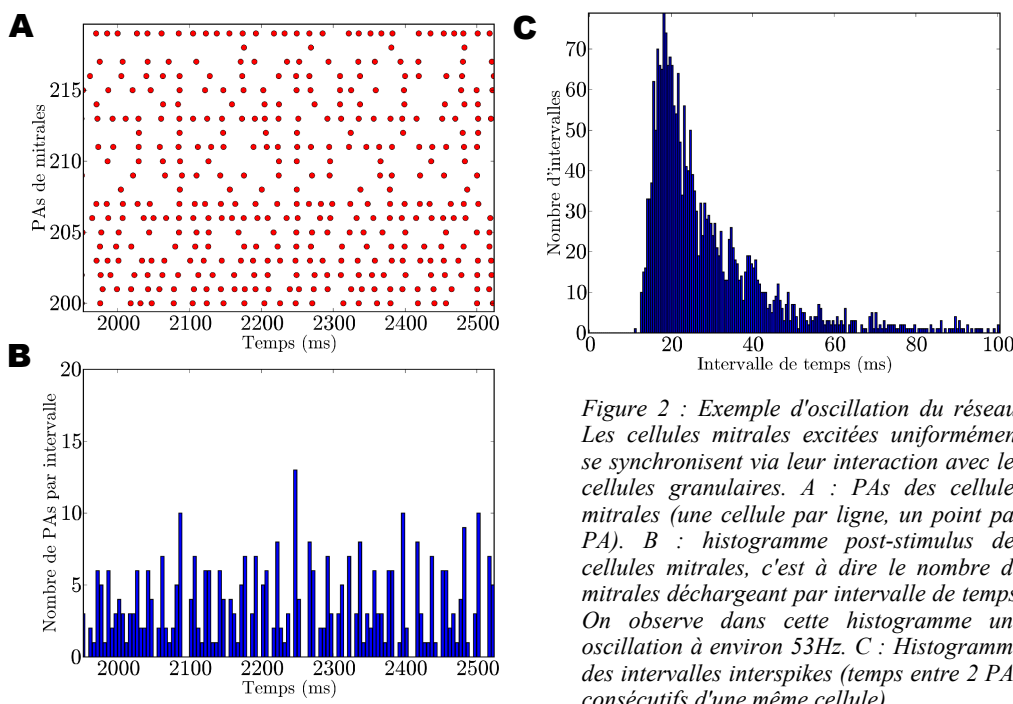 A
PAs de mitrales
215
210
205
200
2000 2100 2200 2300 2400 2500
Temps (ms)
B
Nombre de PAs par intervalle
20
15
10
5
0
2000 2100 2200 2300 2400 2500
Temps (ms)
C
Nombre d'intervalles
70
60
50
40
30
20
10
0
0 20 40 60 80 100
Intervalle de temps (ms)
Figure 2 : Exemple d'oscillation du réseau
Les cellules mitrales excitées uniformémen
se synchronisent via leur interaction avec le
cellules granulaires. A : PAs des cellule
mitrales (une cellule par ligne, un point pa
PA). B : histogramme post-stimulus de
cellules mitrales, c'est à dire le nombre d
mitrales déchargeant par intervalle de temps
On observe dans cette histogramme un
oscillation à environ 53Hz. C : Histogramm
des intervalles interspikes (temps entre 2 PA
consécutifs d'une même cellule)